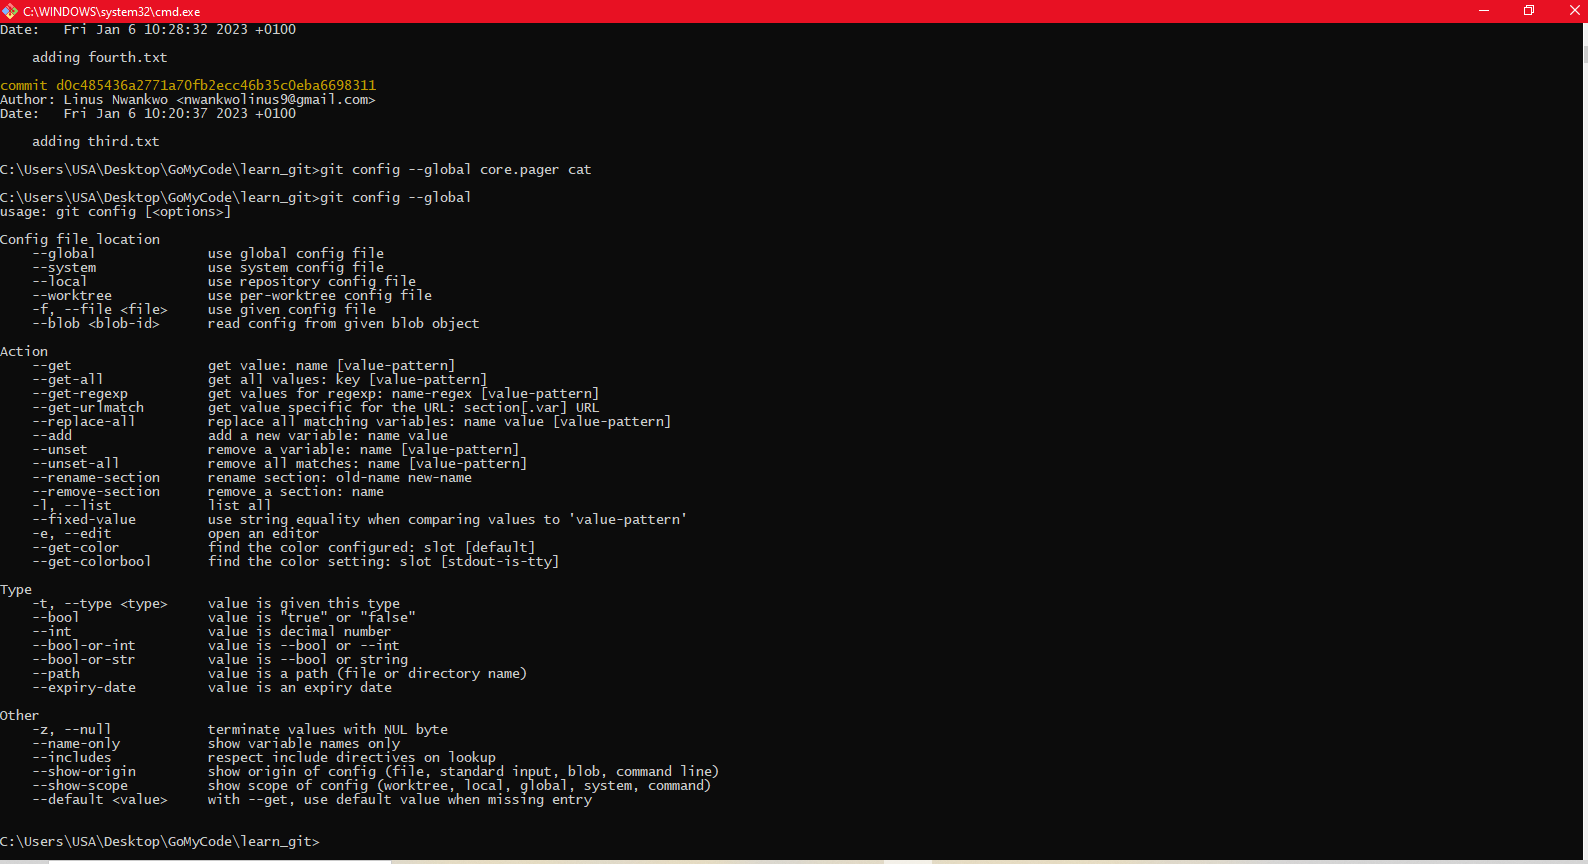 C:\WINDOWS\system32\cmd.exe
Date:   Fri Jan 6 10:28:32 2023 +0100
    adding fourth.txt
commit d0c485436a2771a70fb2ecc46b35c0eba6698311
Author: Linus Nwankwo <nwankwolinus9@gmail.com>
Date:   Fri Jan 6 10:20:37 2023 +0100
    adding third.txt
C:\Users\USA\Desktop\GoMyCode\learn_git>git config --global core.pager cat
C:\Users\USA\Desktop\GoMyCode\learn_git>git config --global
usage: git config [<options>]
Config file location
    --global              use global config file
    --system              use system config file
    --local               use repository config file
    --worktree            use per-worktree config file
    -f, --file <file>     use given config file
    --blob <blob-id>      read config from given blob object
Action
    --get                 get value: name [value-pattern]
    --get-all             get all values: key [value-pattern]
    --get-regexp          get values for regexp: name-regex [value-pattern]
    --get-urlmatch        get value specific for the URL: section[.var] URL
    --replace-all         replace all matching variables: name value [value-pattern]
    --add                 add a new variable: name value
    --unset               remove a variable: name [value-pattern]
    --unset-all           remove all matches: name [value-pattern]
    --rename-section      rename section: old-name new-name
    --remove-section      remove a section: name
    -l, --list            list all
    --fixed-value         use string equality when comparing values to 'value-pattern'
    -e, --edit            open an editor
    --get-color           find the color configured: slot [default]
    --get-colorbool       find the color setting: slot [stdout-is-tty]
Type
    -t, --type <type>     value is given this type
    --bool                value is "true" or "false"
    --int                 value is decimal number
    --bool-or-int         value is --bool or --int
    --bool-or-str         value is --bool or string
    --path                value is a path (file or directory name)
    --expiry-date         value is an expiry date
Other
    -z, --null            terminate values with NUL byte
    --name-only           show variable names only
    --includes            respect include directives on lookup
    --show-origin         show origin of config (file, standard input, blob, command line)
    --show-scope          show scope of config (worktree, local, global, system, command)
    --default <value>     with --get, use default value when missing entry
C:\Users\USA\Desktop\GoMyCode\learn_git>